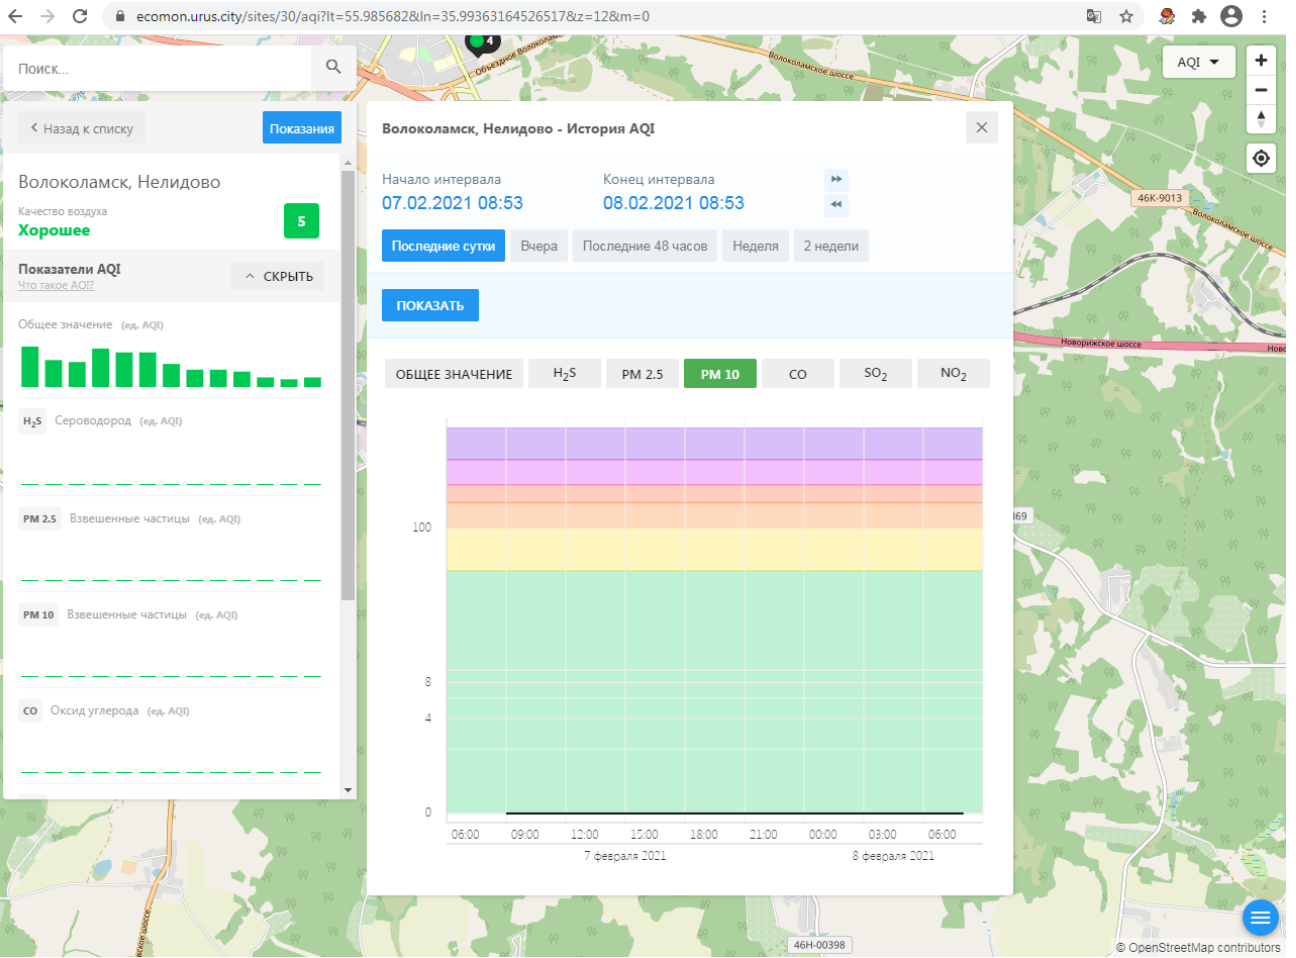 ecomon.urus.city/sites/30/aqi?lt=55.985682&ln=35.99363164526517&z=12&m=0
4
Объездное Волоколамск
Волоколамское шоссе
Поиск...
AQI
Назад к списку
Показания
Волоколамск, Нелидово - История AQI
Волоколамск, Нелидово
Качество воздуха
Хорошее
5
Показатели AQI
Что такое AQI?
СКРЫТЬ
Общее значение (ед. AQI)
H₂S Сероводород (ед. AQI)
PM 2.5 Взвешенные частицы (ед. AQI)
PM 10 Взвешенные частицы (ед. AQI)
CO Оксид углерода (ед. AQI)
Начало интервала
07.02.2021 08:53
Конец интервала
08.02.2021 08:53
Последние сутки Вчера Последние 48 часов Неделя 2 недели
ПОКАЗАТЬ
ОБЩЕЕ ЗНАЧЕНИЕ H₂S PM 2.5 PM 10 CO SO₂ NO₂
100
8
4
0
06:00 09:00 12:00 15:00 18:00 21:00 00:00 03:00 06:00
7 февраля 2021 8 февраля 2021
46К-9013
Волоколамское шоссе
Новорижское шоссе
Ново
369
46Н-00398
© OpenStreetMap contributors